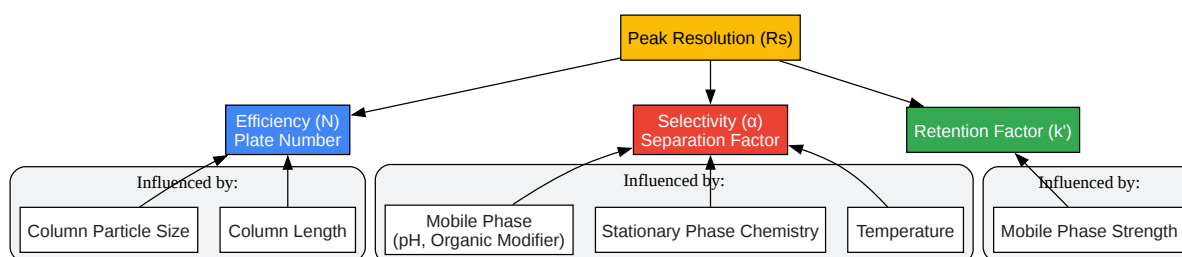 Peak Resolution (Rs)
Efficiency (N)
Plate Number
Selectivity (α)
Separation Factor
Retention Factor (k')
Influenced by:
Influenced by:
Influenced by:
Column Particle Size
Column Length
Mobile Phase
(pH, Organic Modifier)
Stationary Phase Chemistry
Temperature
Mobile Phase Strength